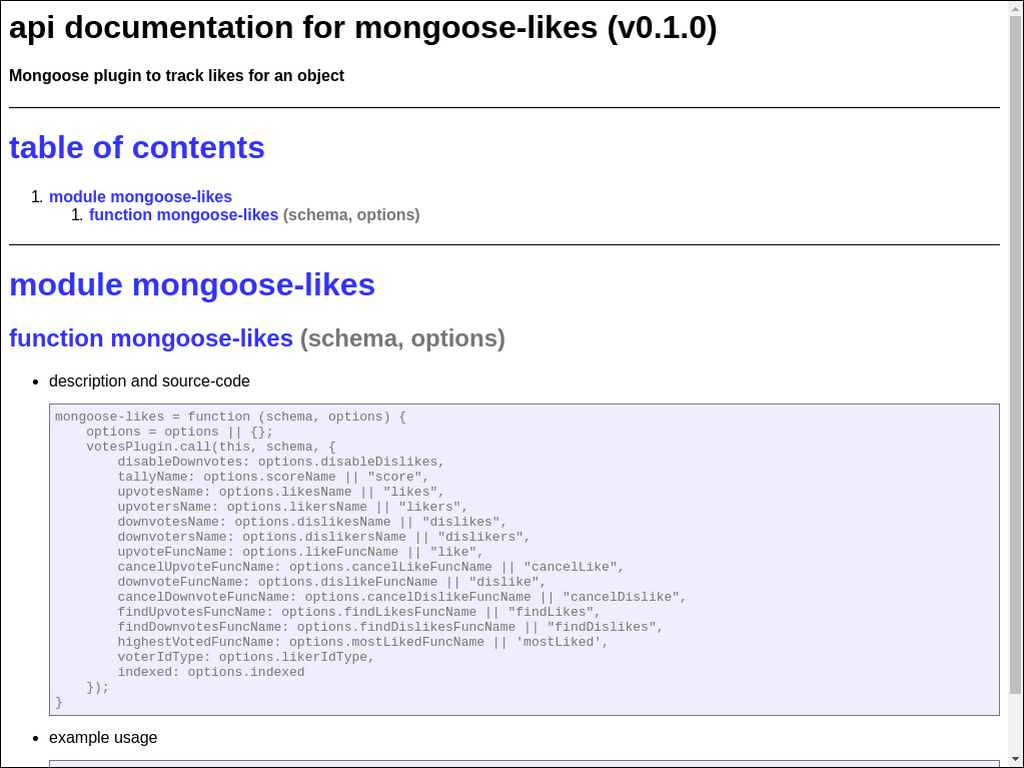 api documentation for mongoose-likes (v0.1.0)
Mongoose plugin to track likes for an object
table of contents
1. module mongoose-likes
1. function mongoose-likes (schema, options)
module mongoose-likes
function mongoose-likes (schema, options)
• description and source-code
mongoose-likes = function (schema, options) {
    options = options || {};
    votesPlugin.call(this, schema, {
        disableDownvotes: options.disableDislikes,
        tallyName: options.scoreName || "score",
        upvotesName: options.likesName || "likes",
        upvotersName: options.likersName || "likers",
        downvotesName: options.dislikesName || "dislikes",
        downvotersName: options.dislikersName || "dislikers",
        upvoteFuncName: options.likeFuncName || "like",
        cancelUpvoteFuncName: options.cancelLikeFuncName || "cancelLike",
        downvoteFuncName: options.dislikeFuncName || "dislike",
        cancelDownvoteFuncName: options.cancelDislikeFuncName || "cancelDislike",
        findUpvotesFuncName: options.findLikesFuncName || "findLikes",
        findDownvotesFuncName: options.findDislikesFuncName || "findDislikes",
        highestVotedFuncName: options.mostLikedFuncName || 'mostLiked',
        voterIdType: options.likerIdType,
        indexed: options.indexed
    });
}
• example usage